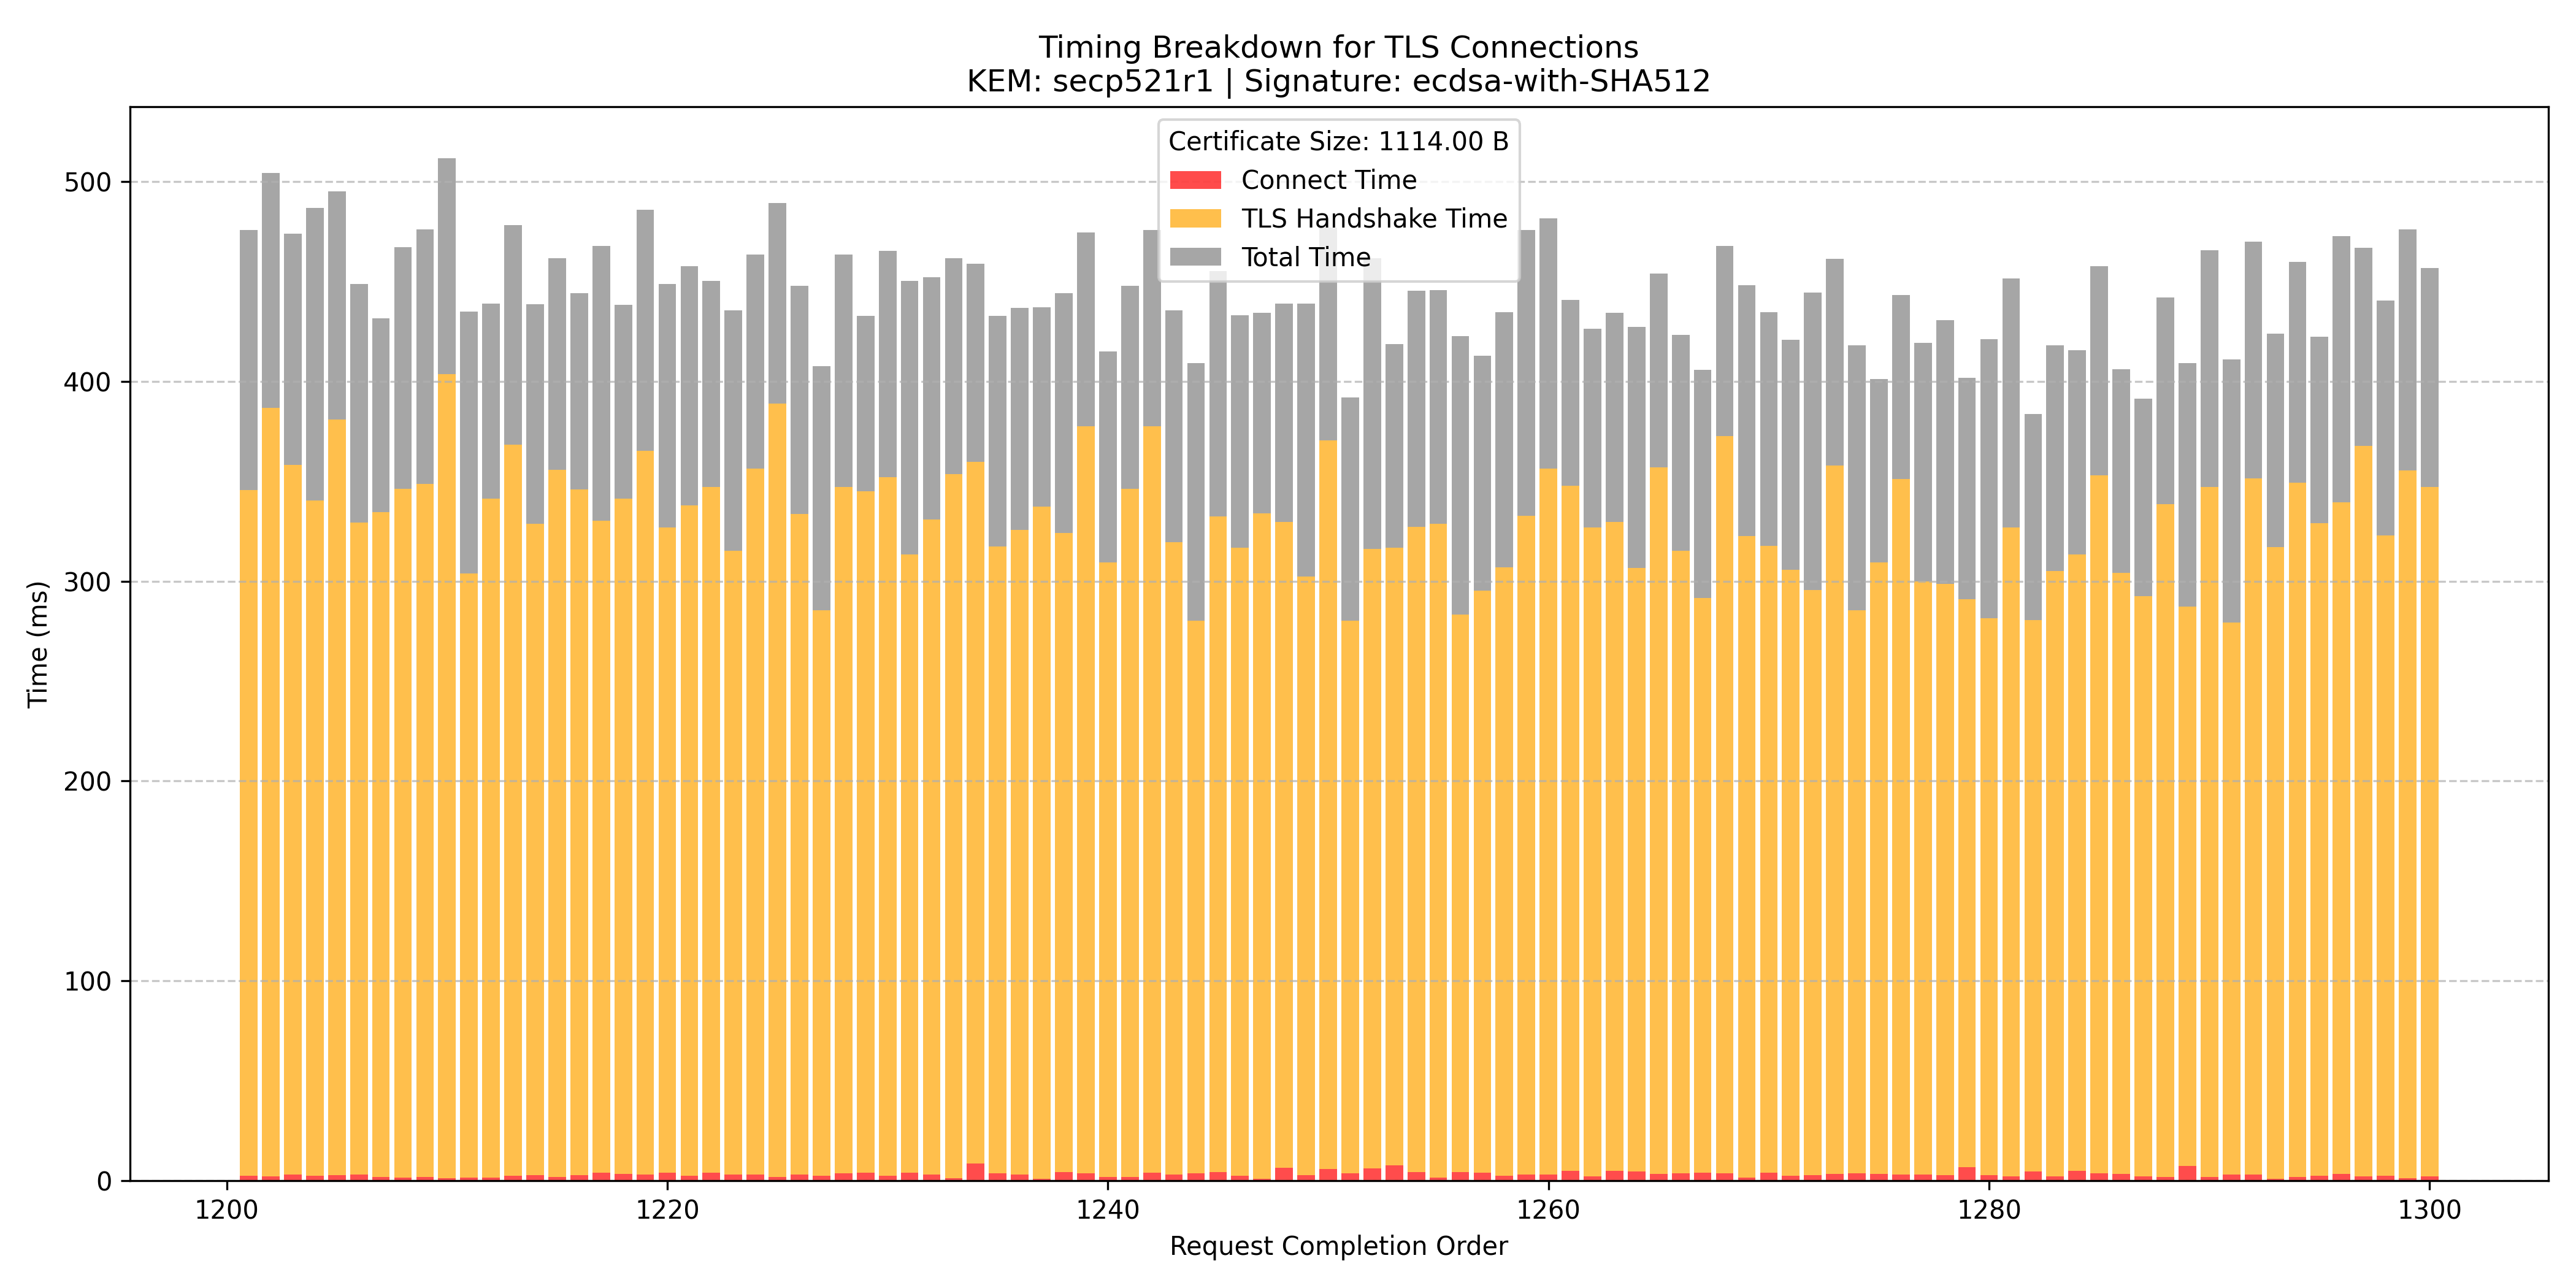 Timing Breakdown for TLS Connections
KEM: secp521r1 | Signature: ecdsa-with-SHA512
Certificate Size: 1114.00 B
Connect Time
TLS Handshake Time
Total Time
Time (ms)
500
400
300
200
100
0
1200 1220 1240 1260 1280 1300
Request Completion Order